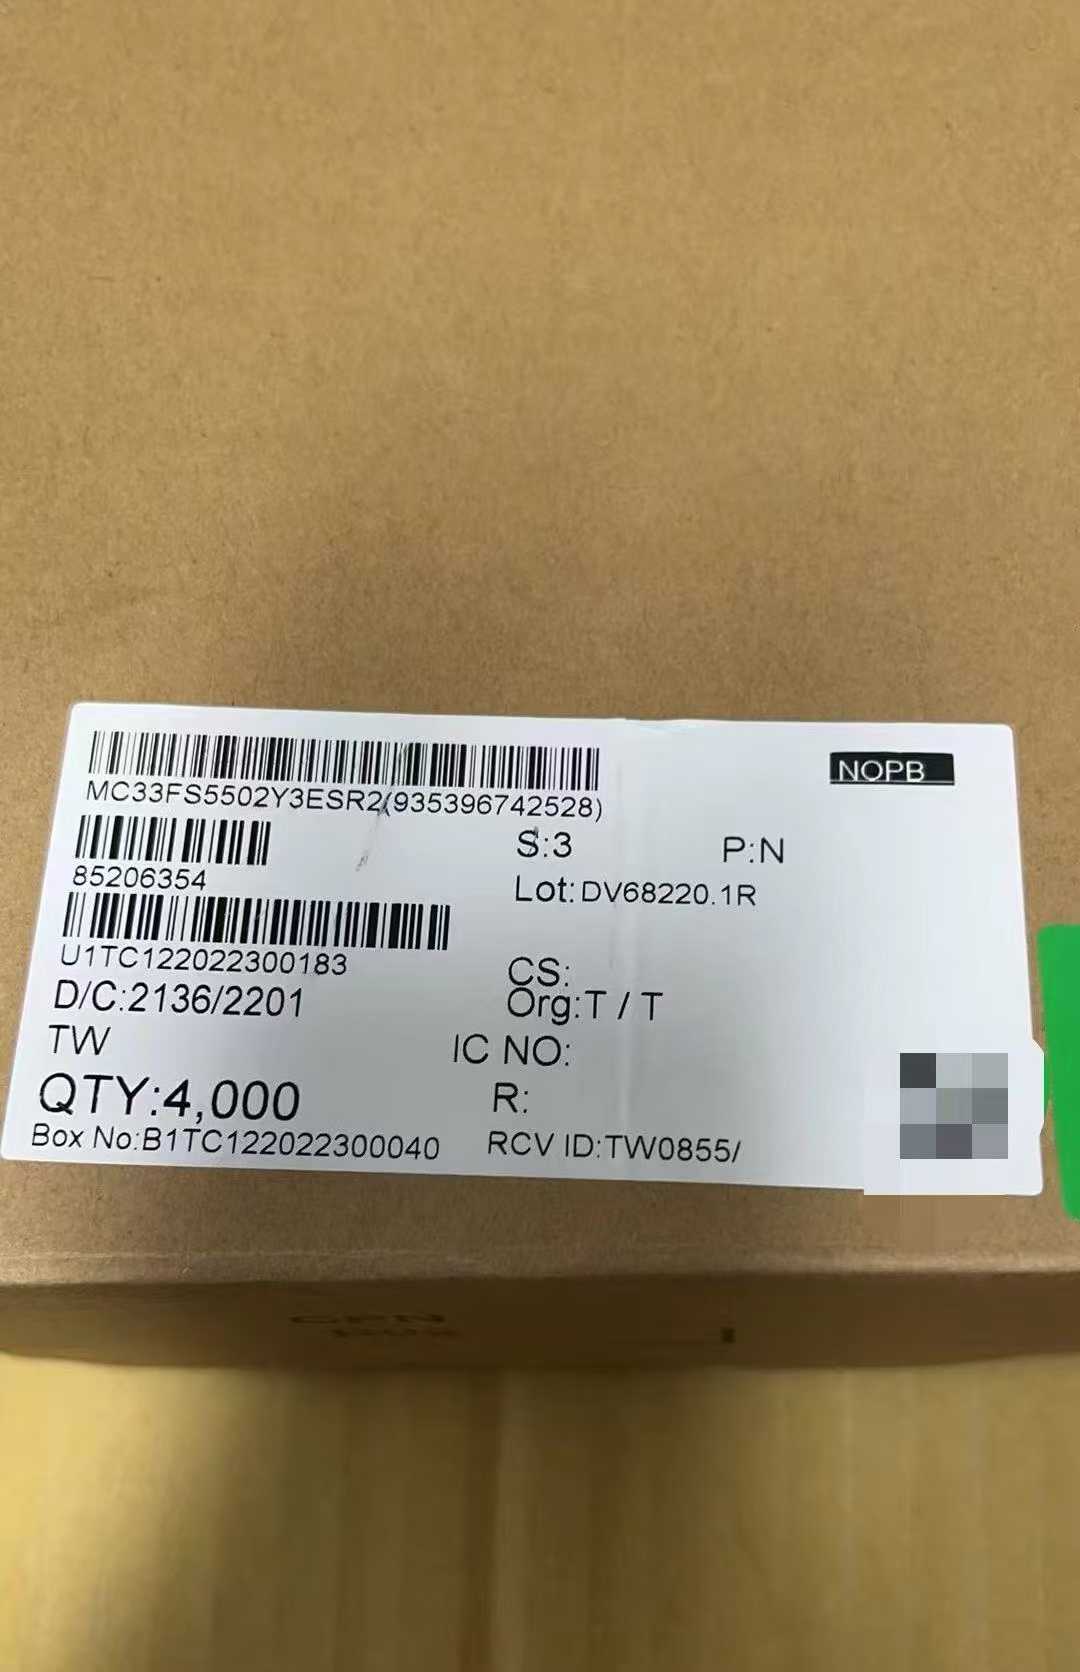 NOPB
MC33FS5502Y3ESR2(935396742528)
S:3 P:N
85206354
Lot:DV68220.1R
U1TC122022300183
CS:
D/C:2136/2201
Org:T / T
TW
IC NO:
QTY:4,000
R:
Box No:B1TC122022300040
RCV ID:TW0855/